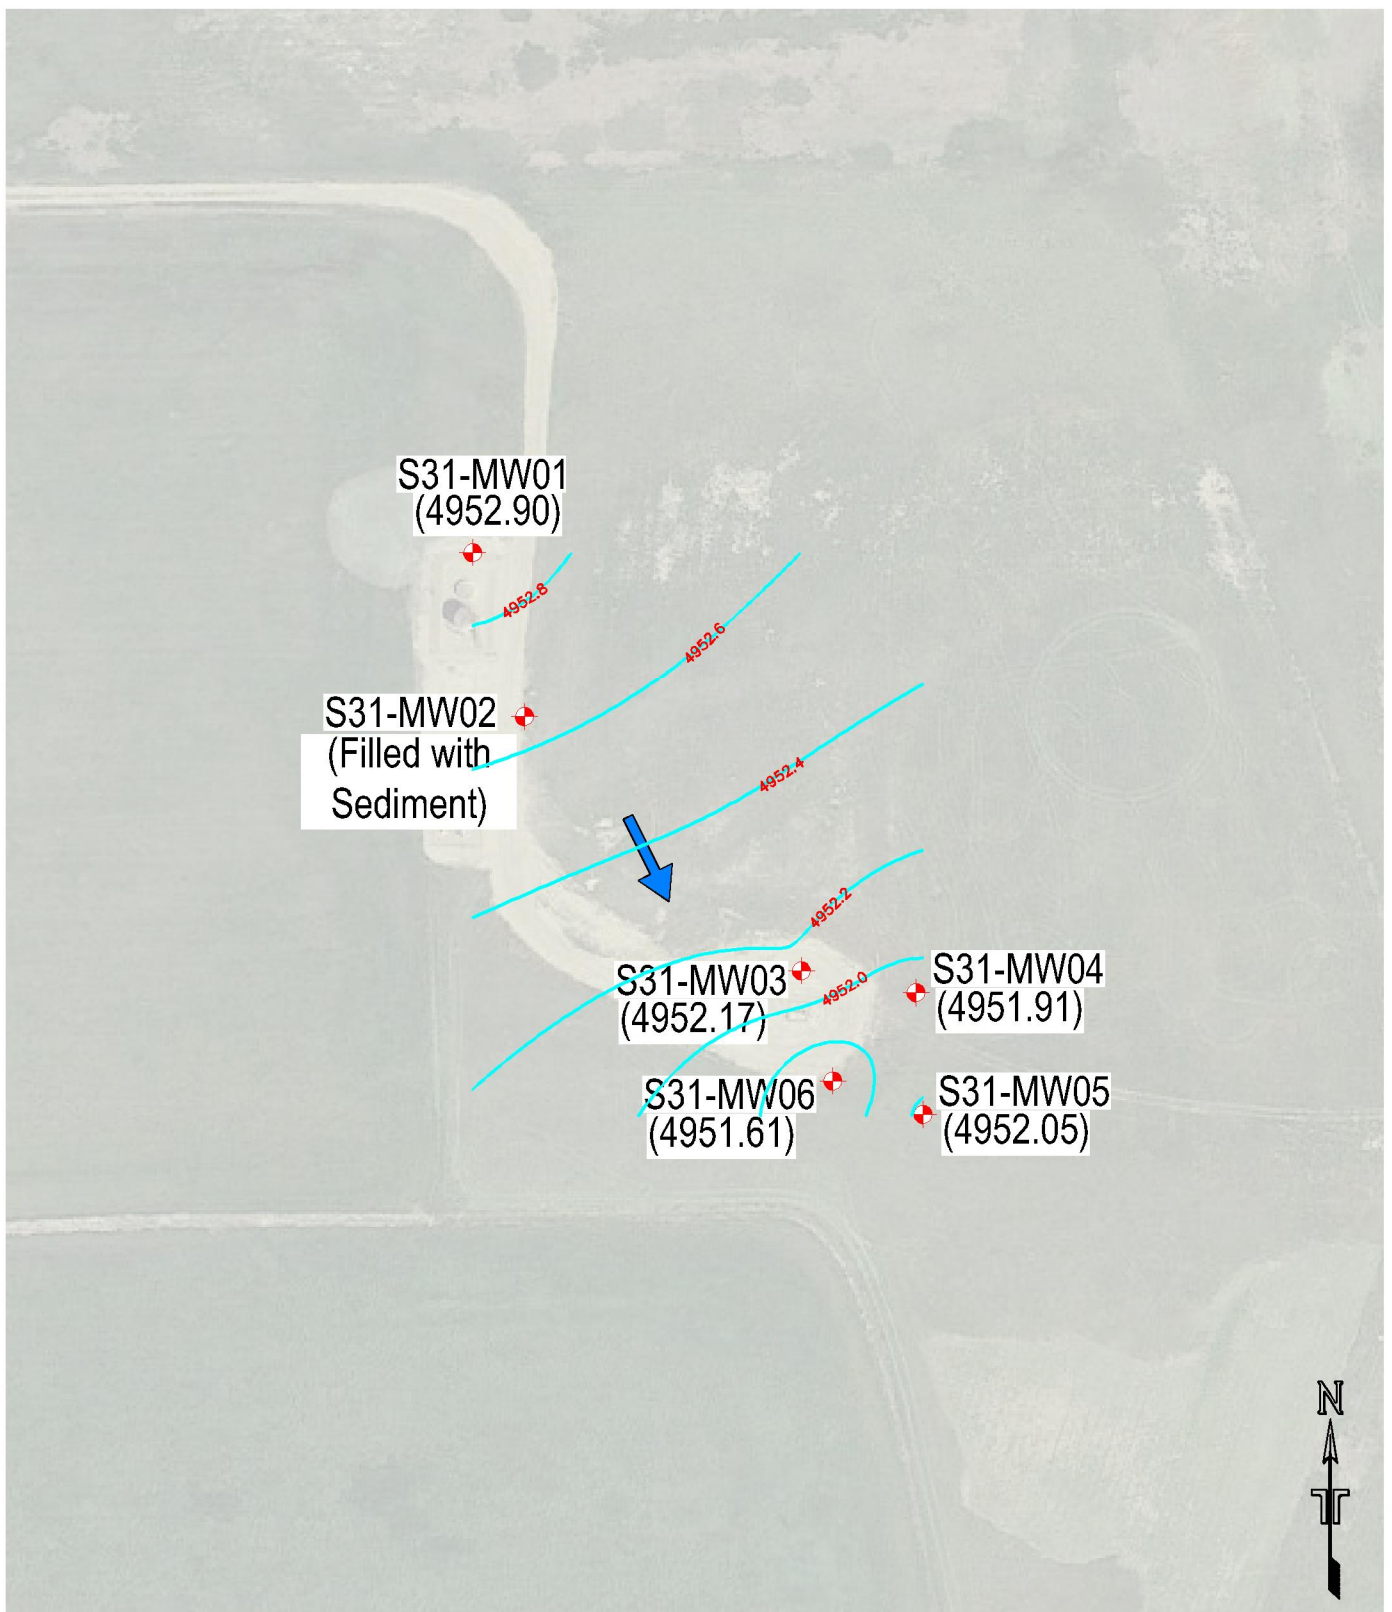 S31-MW01
(4952.90)
4952.8
4952.6
S31-MW02
(Filled with
Sediment)
4952.4
4952.2
S31-MW03
(4952.17)
4952.0
S31-MW04
(4951.91)
S31-MW06
(4951.61)
S31-MW05
(4952.05)
N